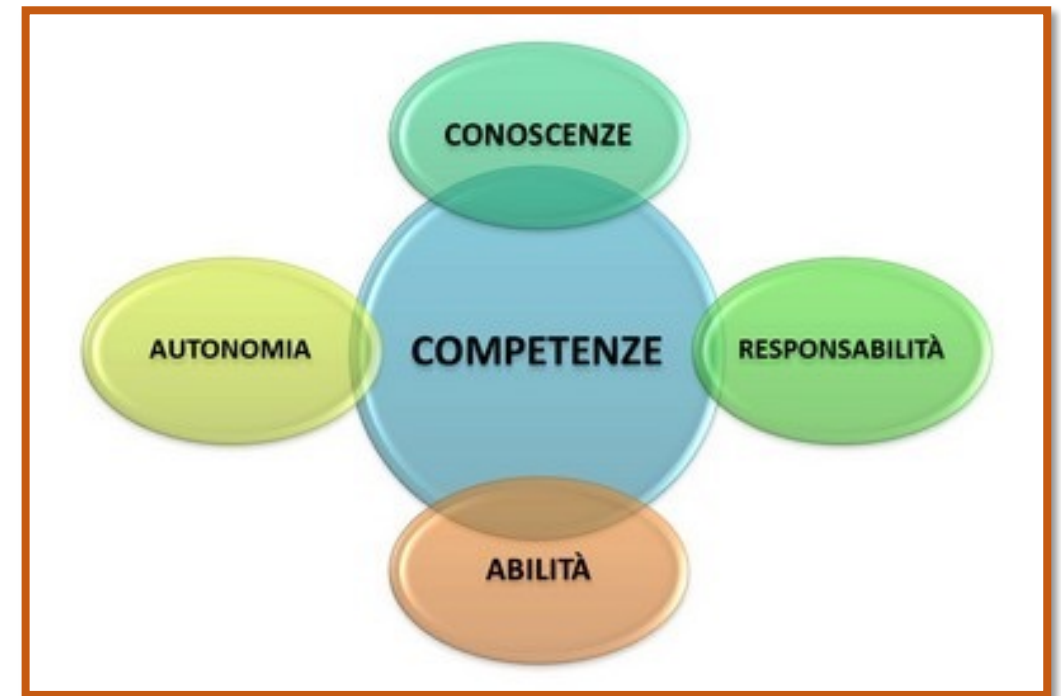 CONOSCENZE
AUTONOMIA
COMPETENZE
RESPONSABILITÀ
ABILITÀ